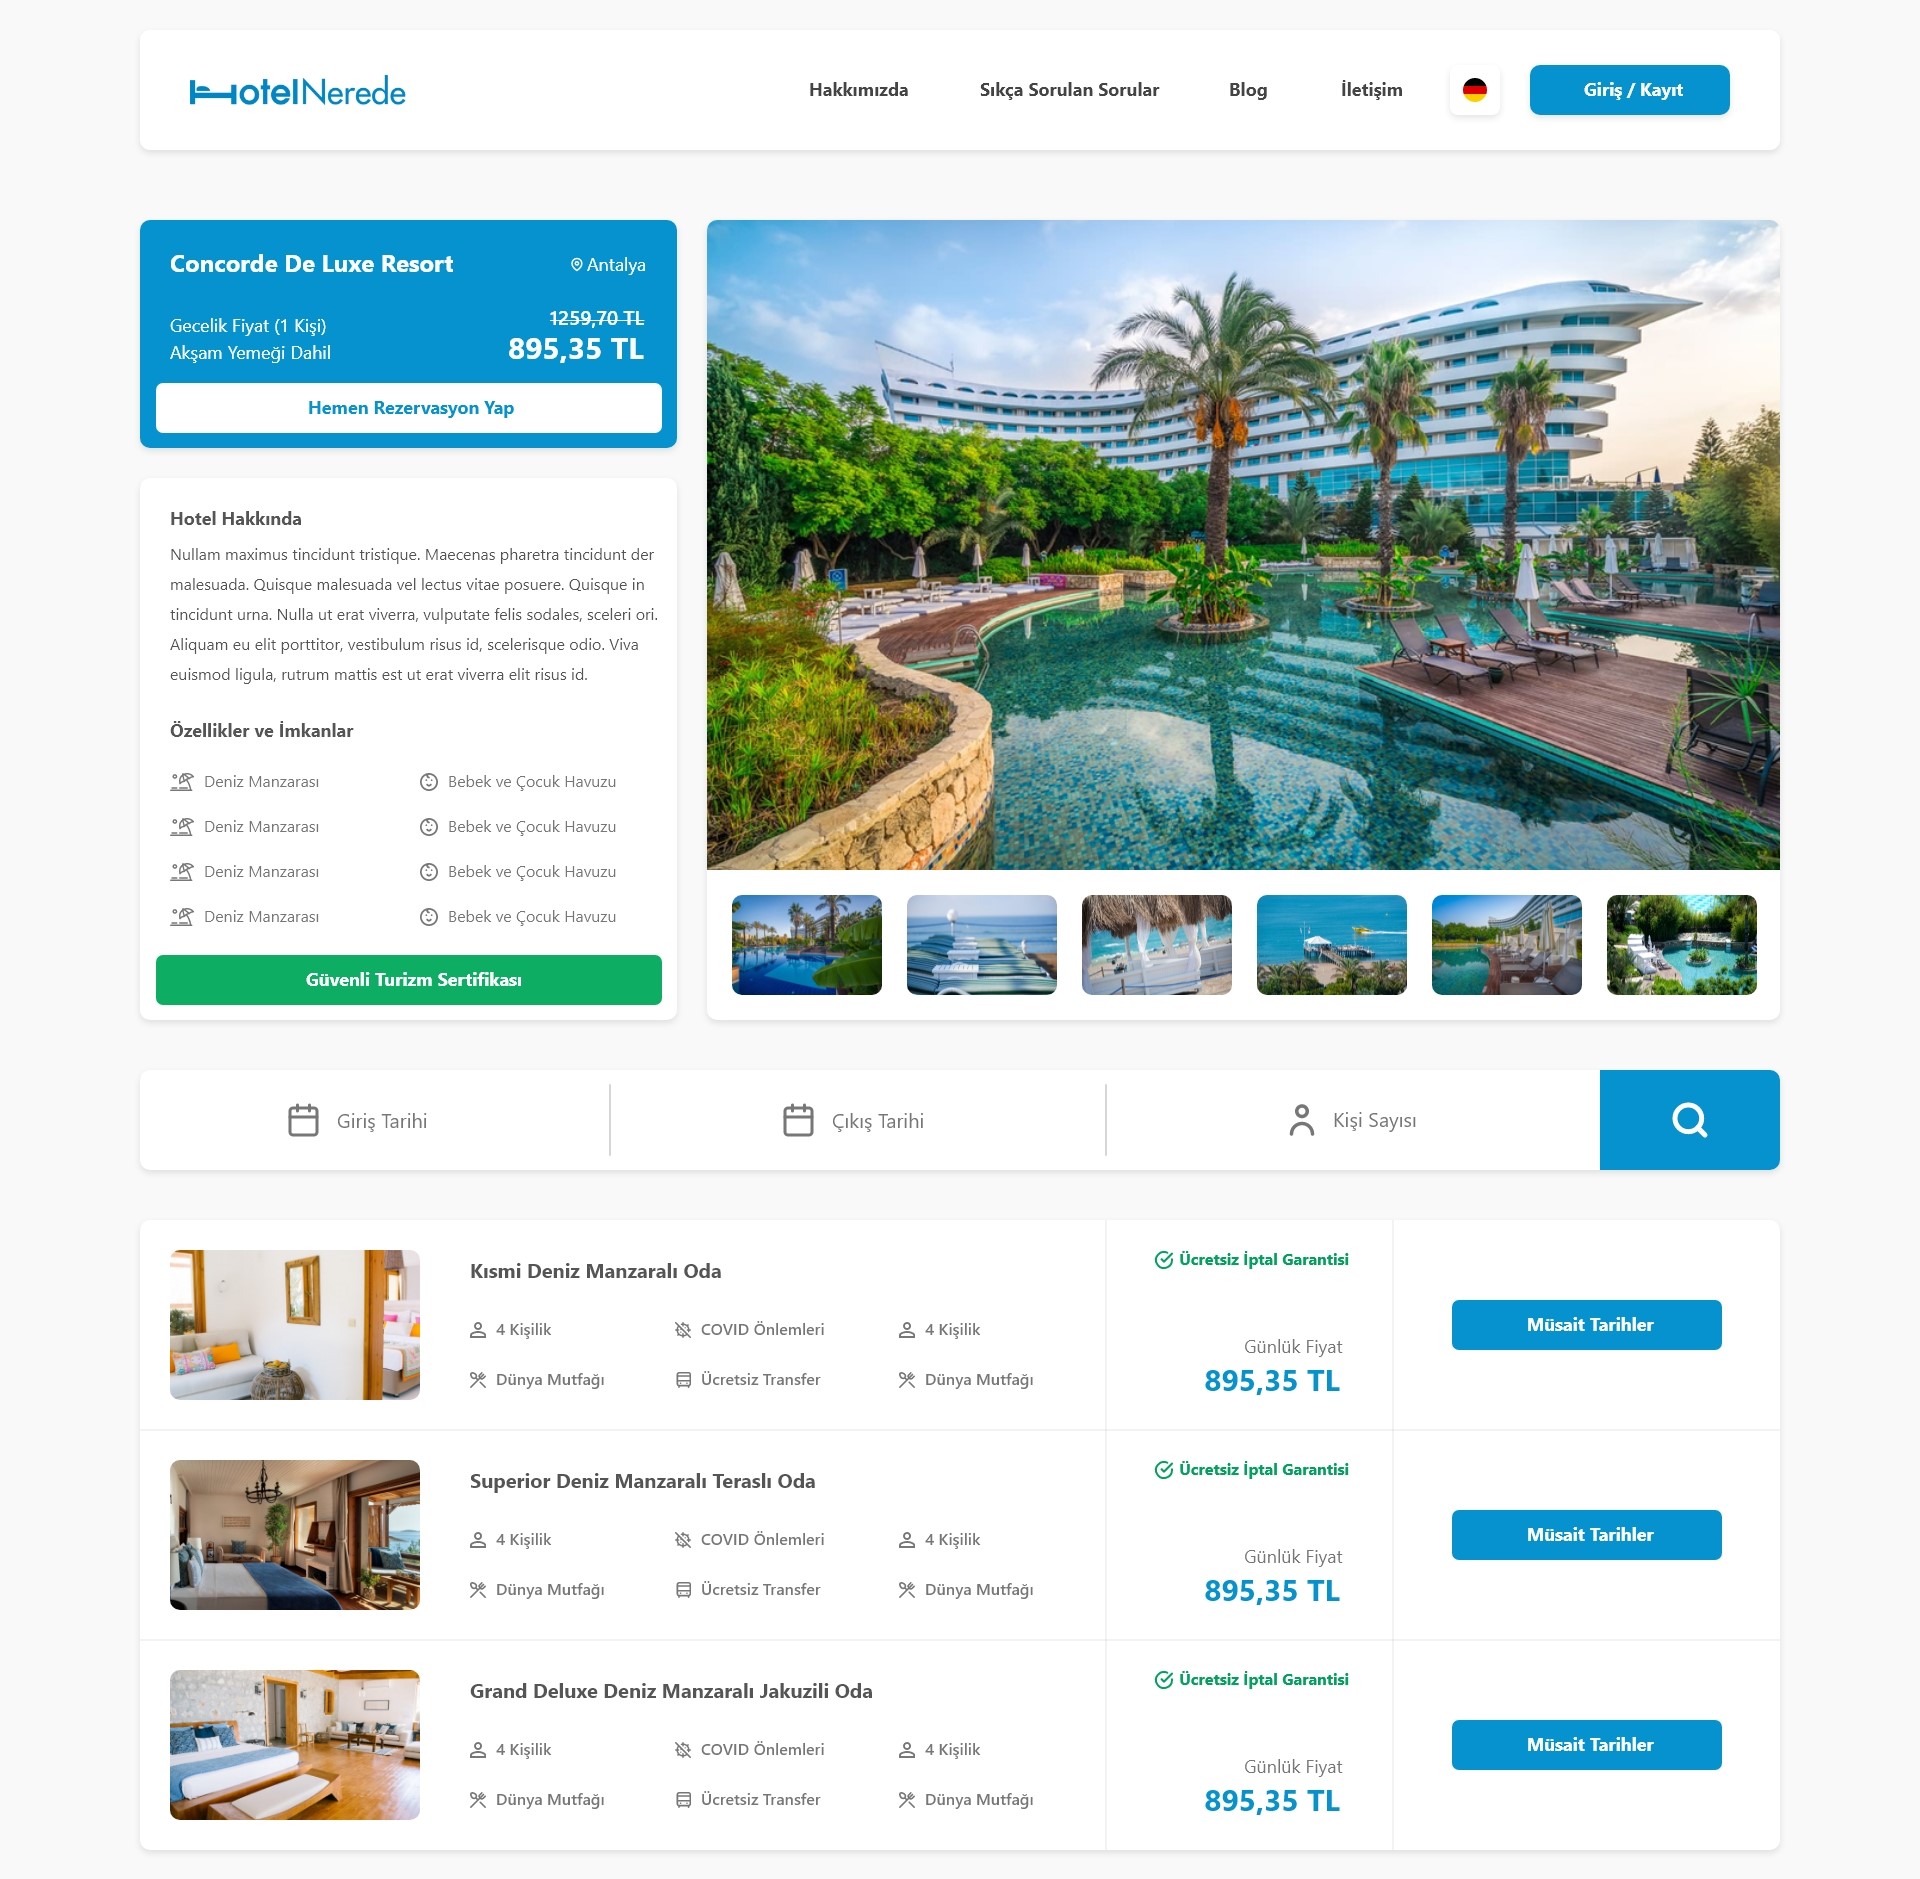 HotelNerede
Hakkımızda
Sıkça Sorulan Sorular
Blog
İletişim
Giriş / Kayıt
Concorde De Luxe Resort
Antalya
Gecelik Fiyat (1 Kişi)
Akşam Yemeği Dahil
1259,70 TL
895,35 TL
Hemen Rezervasyon Yap
Hotel Hakkında
Nullam maximus tincidunt tristique. Maecenas pharetra tincidunt der
malesuada. Quisque malesuada vel lectus vitae posuere. Quisque in
tincidunt urna. Nulla ut erat viverra, vulputate felis sodales, sceleri ori.
Aliquam eu elit porttitor, vestibulum risus id, scelerisque odio. Viva
euismod ligula, rutrum mattis est ut erat viverra elit risus id.
Özellikler ve İmkanlar
Deniz Manzarası
Bebek ve Çocuk Havuzu
Deniz Manzarası
Bebek ve Çocuk Havuzu
Deniz Manzarası
Bebek ve Çocuk Havuzu
Deniz Manzarası
Bebek ve Çocuk Havuzu
Güvenli Turizm Sertifikası
Giriş Tarihi
Çıkış Tarihi
Kişi Sayısı
Kısmi Deniz Manzaralı Oda
4 Kişilik
COVID Önlemleri
4 Kişilik
Dünya Mutfağı
Ücretsiz Transfer
Dünya Mutfağı
Ücretsiz İptal Garantisi
Günlük Fiyat
895,35 TL
Müsait Tarihler
Superior Deniz Manzaralı Teraslı Oda
4 Kişilik
COVID Önlemleri
4 Kişilik
Dünya Mutfağı
Ücretsiz Transfer
Dünya Mutfağı
Ücretsiz İptal Garantisi
Günlük Fiyat
895,35 TL
Müsait Tarihler
Grand Deluxe Deniz Manzaralı Jakuzili Oda
4 Kişilik
COVID Önlemleri
4 Kişilik
Dünya Mutfağı
Ücretsiz Transfer
Dünya Mutfağı
Ücretsiz İptal Garantisi
Günlük Fiyat
895,35 TL
Müsait Tarihler